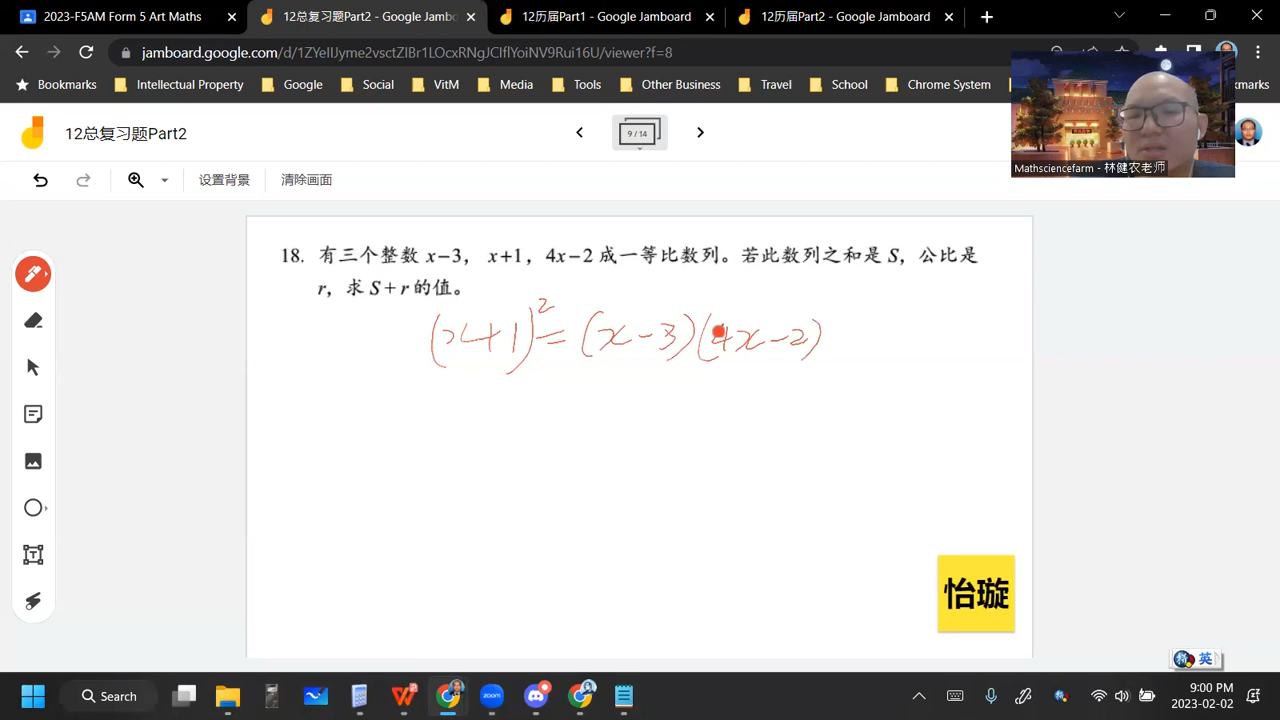 2023-F5AM Form 5 Art Maths
12总复习题Part2 - Google Jambo
12历届Part1 - Google Jamboard
12历届Part2 - Google Jamboard
jamboard.google.com/d/1ZYeIIJyme2vsctZlBr1LOcxRNgJCIflYoiNV9Rui16U/viewer?f=8
Bookmarks
Intellectual Property
Google
Social
VitM
Media
Tools
Other Business
Travel
School
Chrome System
kmarks
Mathsciencefarm - 林健农老师
12总复习题Part2
9 / 14
设置背景
清除画面
18. 有三个整数 x−3， x+1，4x−2 成一等比数列。若此数列之和是 S，公比是
r，求 S+r 的值。
(x+1)²=(x−3)(4x−2)
怡璇
英
Search
zoom
9:00 PM
2023-02-02